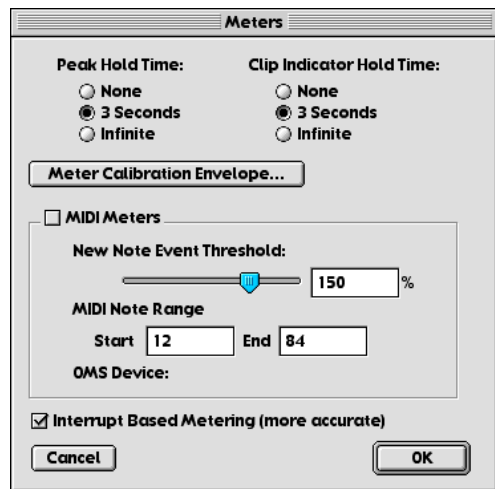 Meters
Peak Hold Time:
None
3 Seconds
Infinite
Clip Indicator Hold Time:
None
3 Seconds
Infinite
Meter Calibration Envelope...
MIDI Meters
New Note Event Threshold:
150 %
MIDI Note Range
Start 12 End 84
OMS Device:
Interrupt Based Metering (more accurate)
Cancel OK